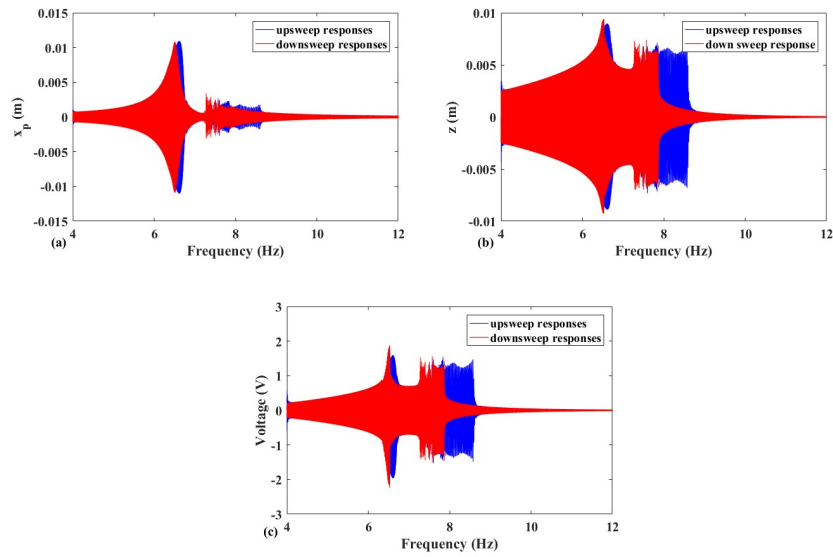 0.015
0.01
0.005
0
-0.005
-0.01
-0.015
x_p (m)
upsweep responses
downsweep responses
4 6 8 10 12
(a) Frequency (Hz)
0.01
0.005
0
-0.005
-0.01
z (m)
upsweep responses
down sweep response
4 6 8 10 12
(b) Frequency (Hz)
3
2
1
0
-1
-2
-3
Voltage (V)
upsweep responses
downsweep responses
4 6 8 10 12
(c) Frequency (Hz)